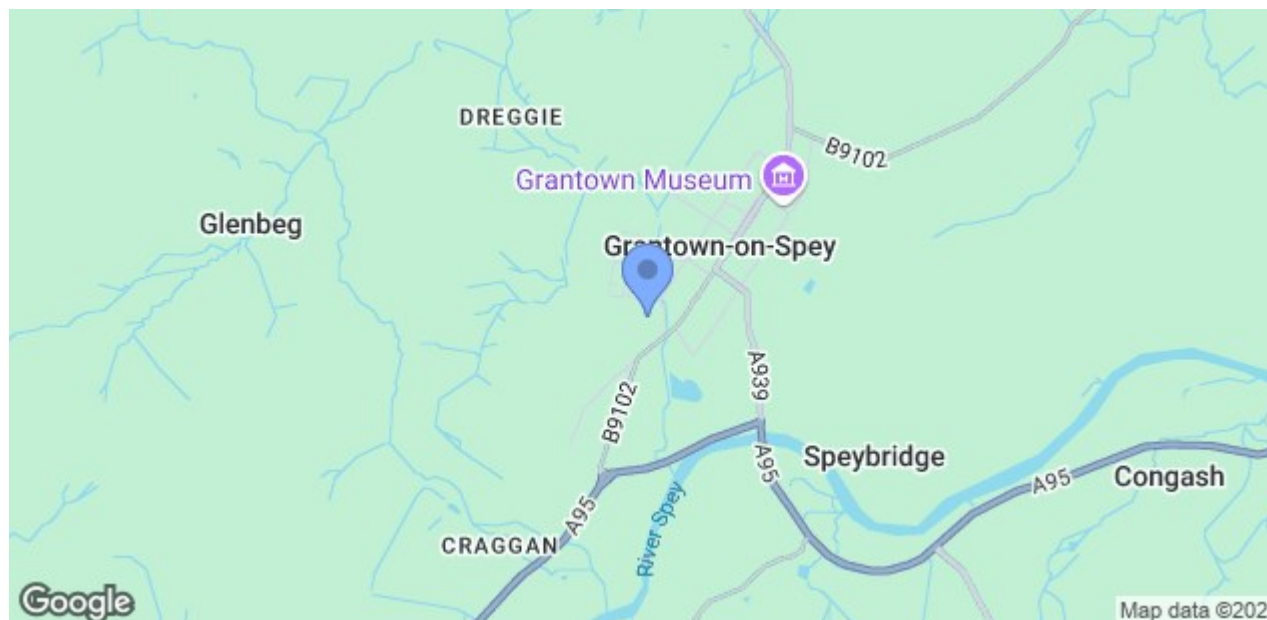 DREGGIE
B9102
Grantown Museum
Glenbeg
Grantown-on-Spey
A939
B9102
Speybridge
A95
A95
Congash
A95
River Spey
CRAGGAN
Google
Map data ©202